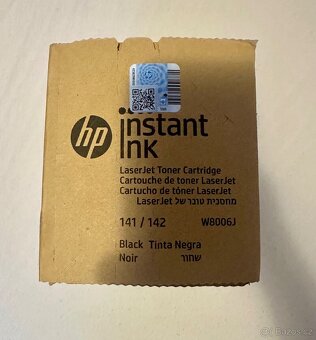 hp
instant
ink
LaserJet Toner Cartridge
Cartouche de toner LaserJet
Cartucho de tóner LaserJet
מחסנית טונר של LaserJet
141 / 142 W8006J
Black Tinta Negra
Noir שחור